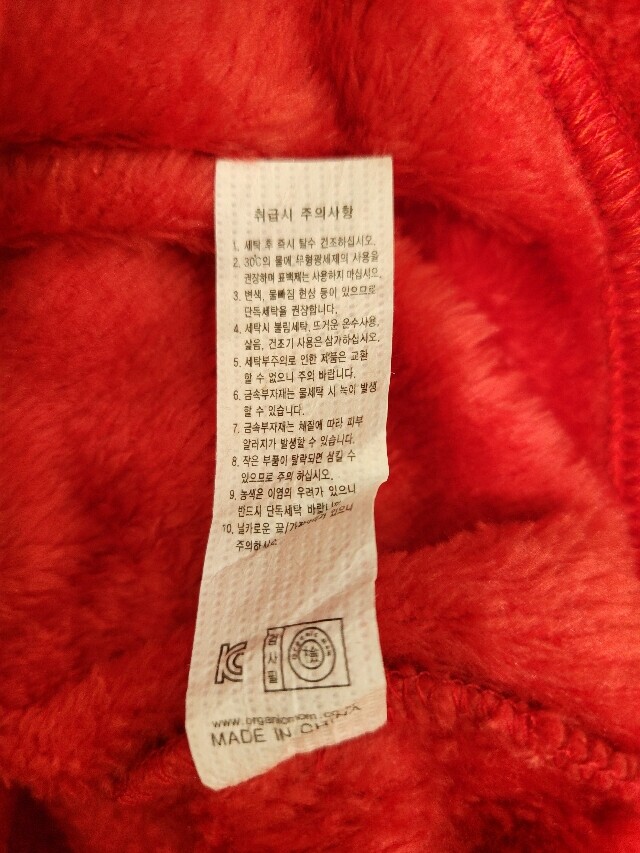 취급시 주의사항
1. 세탁 후 즉시 탈수 건조하십시오.
2. 30℃의 물에 무형광세제의 사용을
권장하며 표백제는 사용하지 마십시오.
3. 변색, 물빠짐 현상 등이 있으므로
단독세탁을 권장합니다.
4. 세탁시 불림세탁, 뜨거운 온수사용,
삶음, 건조기 사용은 삼가하십시오.
5. 세탁부주의로 인한 제품은 교환
할 수 없으니 주의 바랍니다.
6. 금속부자재는 물세탁 시 녹이 발생
할 수 있습니다.
7. 금속부자재는 체질에 따라 피부
알러지가 발생할 수 있습니다.
8. 작은 부품이 탈락되면 삼킬 수
있으므로 주의 하십시오.
9. 농색은 이염의 우려가 있으니
반드시 단독세탁 바랍니다.
10. 날카로운 끝/가장 있으니
주의하시
KC
검사필
ORGANIC MOM
www.organicmom.co
MADE IN CHI